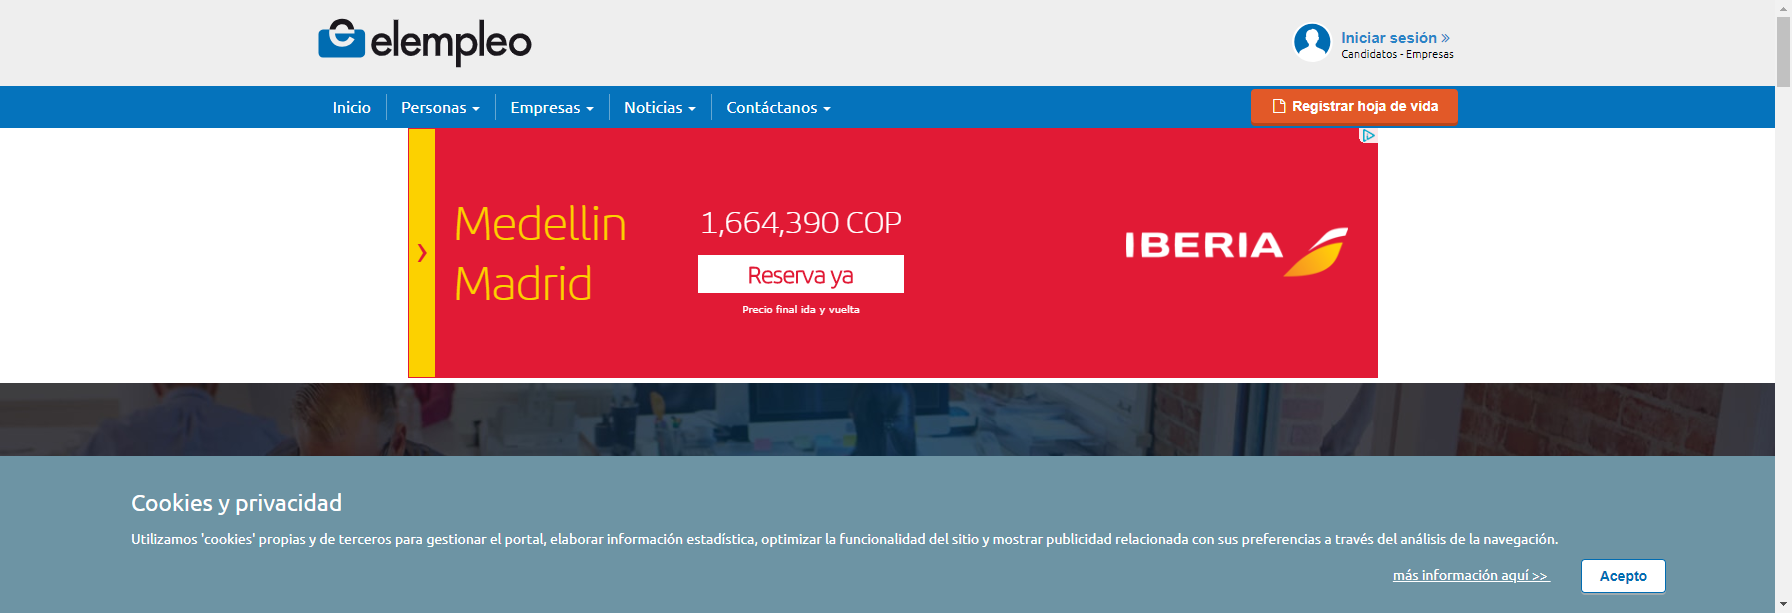 elempleo
Iniciar sesión »
Candidatos - Empresas
Inicio Personas Empresas Noticias Contáctanos Registrar hoja de vida
Medellin
Madrid
1,664,390 COP
Reserva ya
Precio final ida y vuelta
IBERIA
Cookies y privacidad
Utilizamos 'cookies' propias y de terceros para gestionar el portal, elaborar información estadística, optimizar la funcionalidad del sitio y mostrar publicidad relacionada con sus preferencias a través del análisis de la navegación.
más información aquí >> Acepto